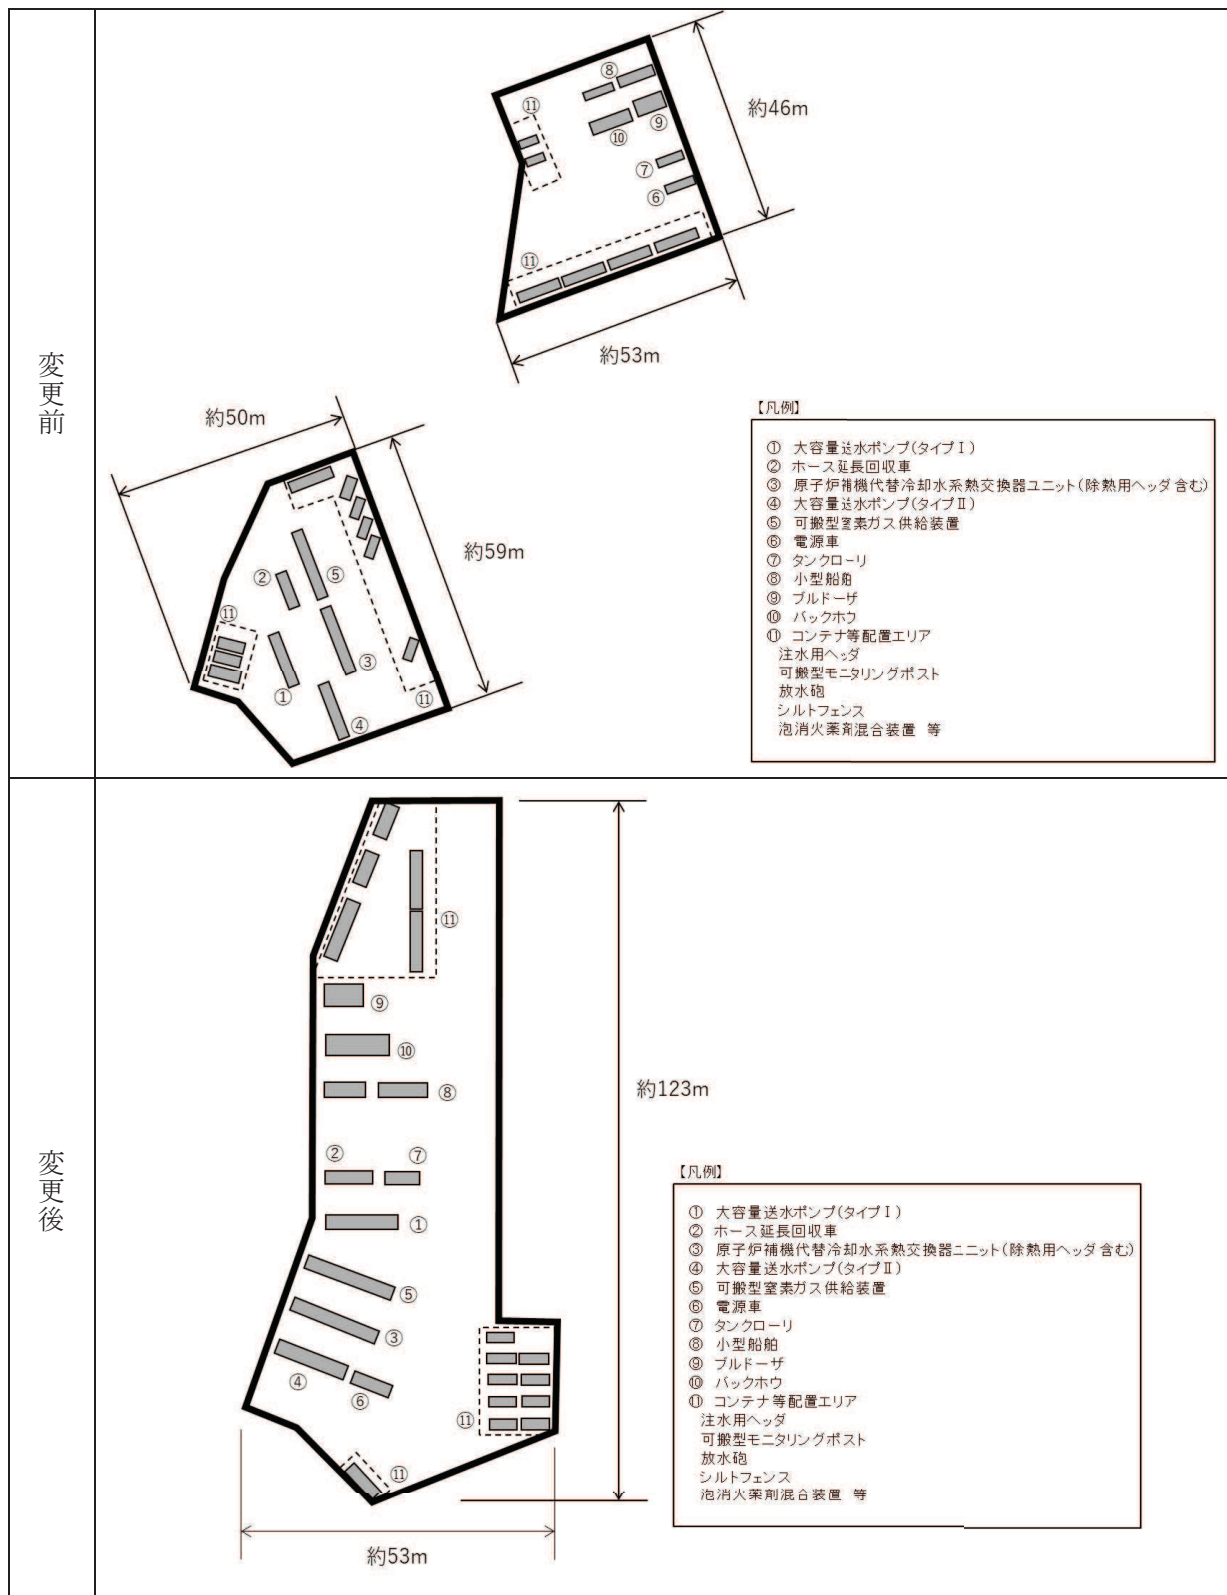 変更前
⑧
⑪
約46m
⑨
⑩
⑦
⑥
⑪
約53m
約50m
②
⑤
約59m
⑪
③
①
⑪
④
【凡例】
① 大容量送水ポンプ(タイプⅠ)
② ホース延長回収車
③ 原子炉補機代替冷却水系熱交換器ユニット(除熱用ヘッダ含む)
④ 大容量送水ポンプ(タイプⅡ)
⑤ 可搬型窒素ガス供給装置
⑥ 電源車
⑦ タンクローリ
⑧ 小型船舶
⑨ ブルドーザ
⑩ バックホウ
⑪ コンテナ等配置エリア
注水用ヘッダ
可搬型モニタリングポスト
放水砲
シルトフェンス
泡消火薬剤混合装置 等
変更後
⑪
⑨
⑩
⑧
約123m
②
⑦
①
⑤
③
④
⑥
⑪
⑪
約53m
【凡例】
① 大容量送水ポンプ(タイプⅠ)
② ホース延長回収車
③ 原子炉補機代替冷却水系熱交換器ユニット(除熱用ヘッダ含む)
④ 大容量送水ポンプ(タイプⅡ)
⑤ 可搬型窒素ガス供給装置
⑥ 電源車
⑦ タンクローリ
⑧ 小型船舶
⑨ ブルドーザ
⑩ バックホウ
⑪ コンテナ等配置エリア
注水用ヘッダ
可搬型モニタリングポスト
放水砲
シルトフェンス
泡消火薬剤混合装置 等